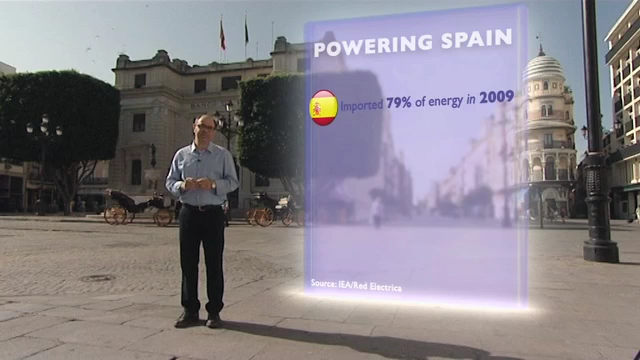 POWERING SPAIN
Imported 79% of energy in 2009
Source: IEA/Red Electrica